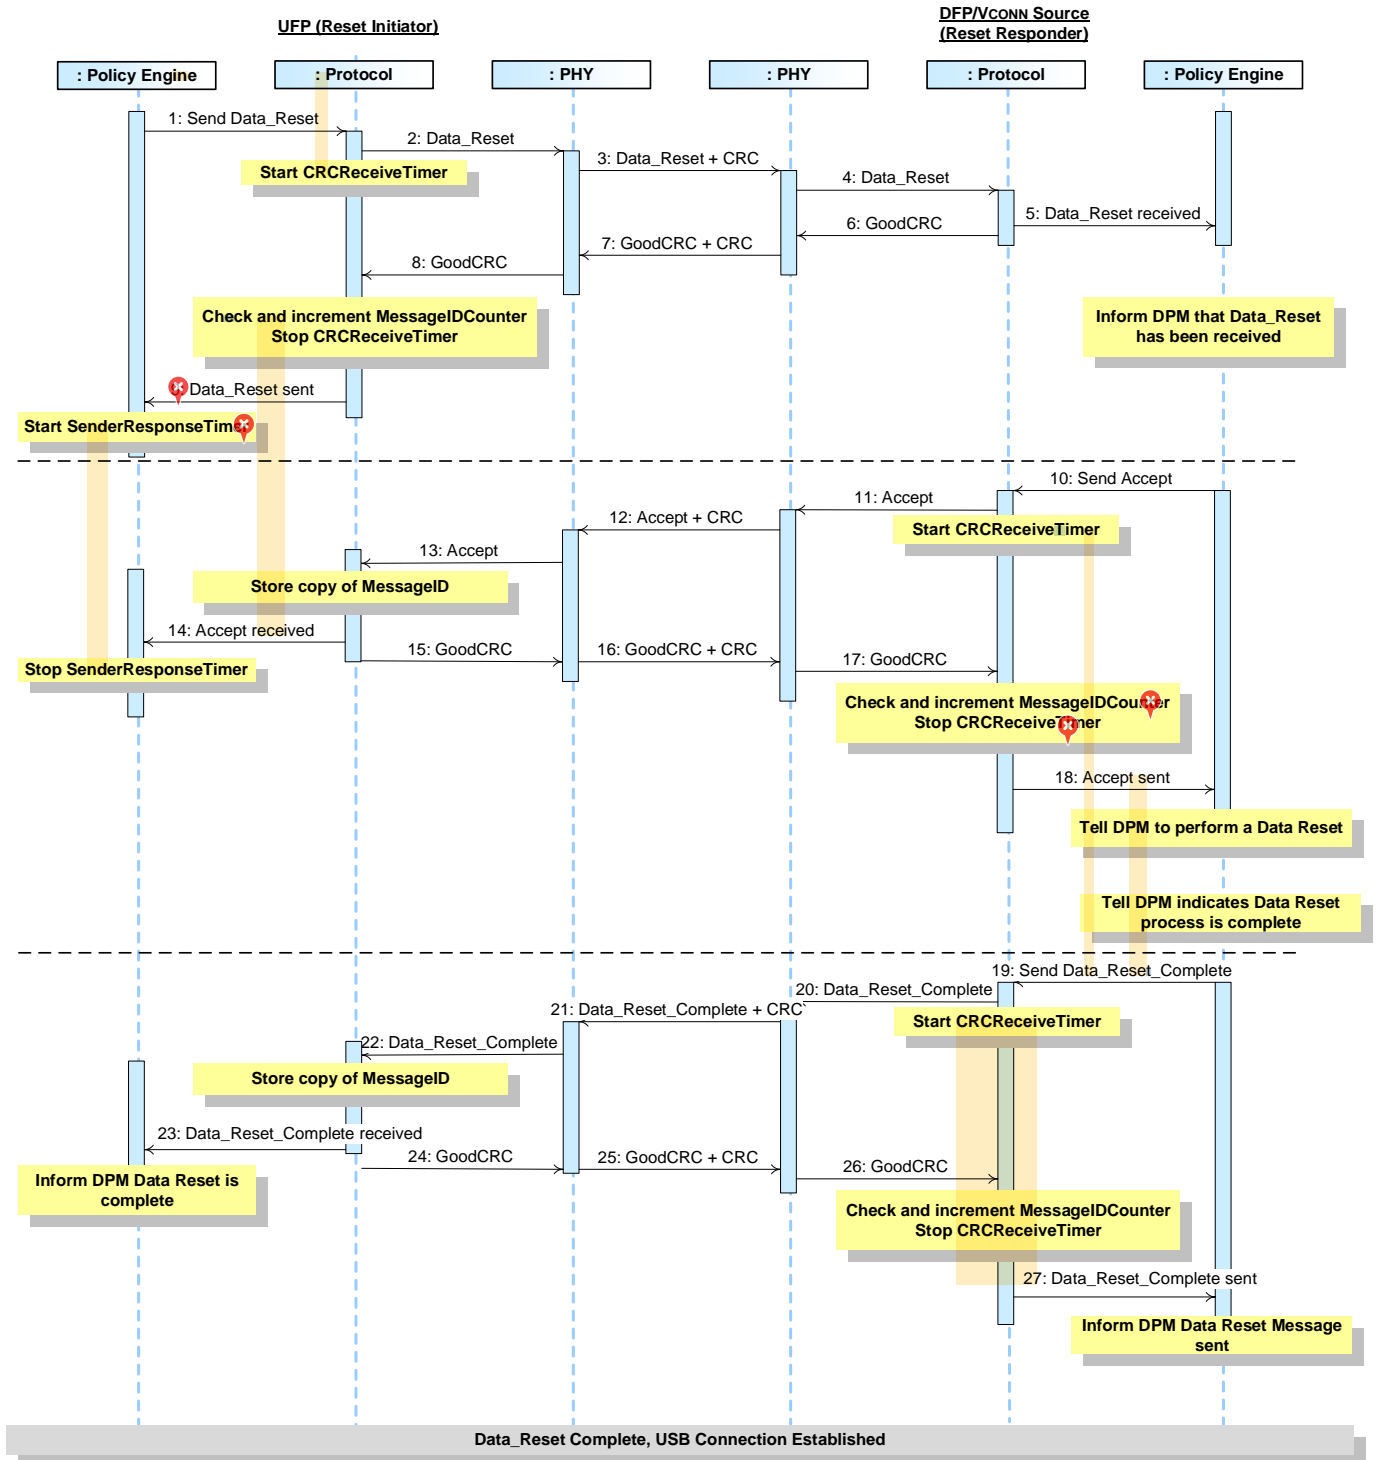 UFP (Reset Initiator)
DFP/VCONN Source
(Reset Responder)
: Policy Engine
: Protocol
: PHY
: PHY
: Protocol
: Policy Engine
1: Send Data_Reset
2: Data_Reset
Start CRCReceiveTimer
3: Data_Reset + CRC
4: Data_Reset
5: Data_Reset received
6: GoodCRC
7: GoodCRC + CRC
8: GoodCRC
Check and increment MessageIDCounter
Stop CRCReceiveTimer
Inform DPM that Data_Reset
has been received
Data_Reset sent
Start SenderResponseTimer
10: Send Accept
11: Accept
12: Accept + CRC
Start CRCReceiveTimer
13: Accept
Store copy of MessageID
14: Accept received
15: GoodCRC
16: GoodCRC + CRC
17: GoodCRC
Stop SenderResponseTimer
Check and increment MessageIDCounter
Stop CRCReceiveTimer
18: Accept sent
Tell DPM to perform a Data Reset
Tell DPM indicates Data Reset
process is complete
19: Send Data_Reset_Complete
20: Data_Reset_Complete
21: Data_Reset_Complete + CRC
Start CRCReceiveTimer
22: Data_Reset_Complete
Store copy of MessageID
23: Data_Reset_Complete received
24: GoodCRC
25: GoodCRC + CRC
26: GoodCRC
Inform DPM Data Reset is
complete
Check and increment MessageIDCounter
Stop CRCReceiveTimer
27: Data_Reset_Complete sent
Inform DPM Data Reset Message
sent
Data_Reset Complete, USB Connection Established